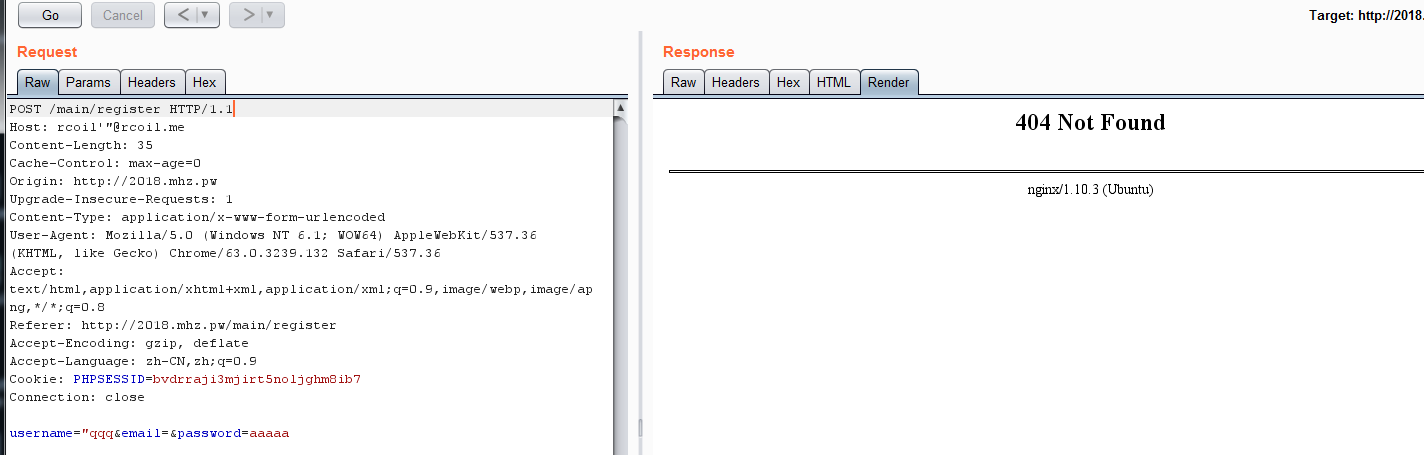 Go
Cancel
<
>
Target: http://2018.
Request
Response
Raw Params Headers Hex
Raw Headers Hex HTML Render
POST /main/register HTTP/1.1
Host: rcoil'"@rcoil.me
Content-Length: 35
Cache-Control: max-age=0
Origin: http://2018.mhz.pw
Upgrade-Insecure-Requests: 1
Content-Type: application/x-www-form-urlencoded
User-Agent: Mozilla/5.0 (Windows NT 6.1; WOW64) AppleWebKit/537.36
(KHTML, like Gecko) Chrome/63.0.3239.132 Safari/537.36
Accept:
text/html,application/xhtml+xml,application/xml;q=0.9,image/webp,image/ap
ng,*/*;q=0.8
Referer: http://2018.mhz.pw/main/register
Accept-Encoding: gzip, deflate
Accept-Language: zh-CN,zh;q=0.9
Cookie: PHPSESSID=bvdrraji3mjirt5noljghm8ib7
Connection: close
username="qqq&email=&password=aaaaa
404 Not Found
nginx/1.10.3 (Ubuntu)